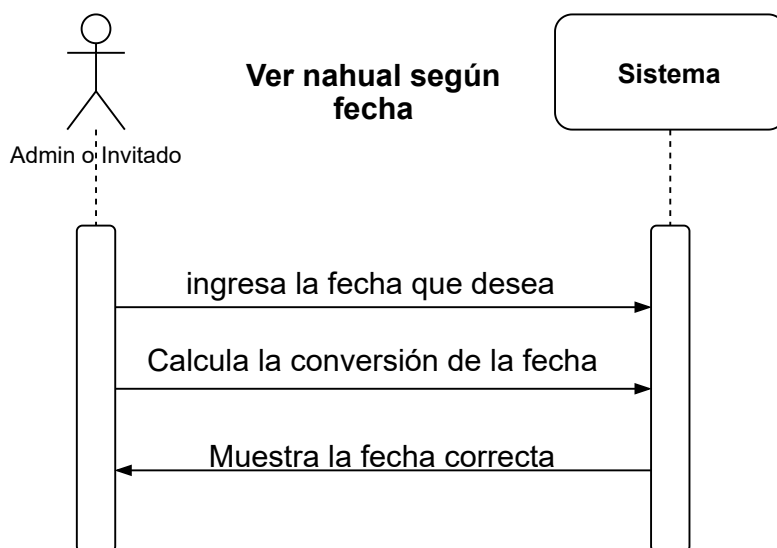 Ver nahual según
fecha
Sistema
Admin o Invitado
ingresa la fecha que desea
Calcula la conversión de la fecha
Muestra la fecha correcta